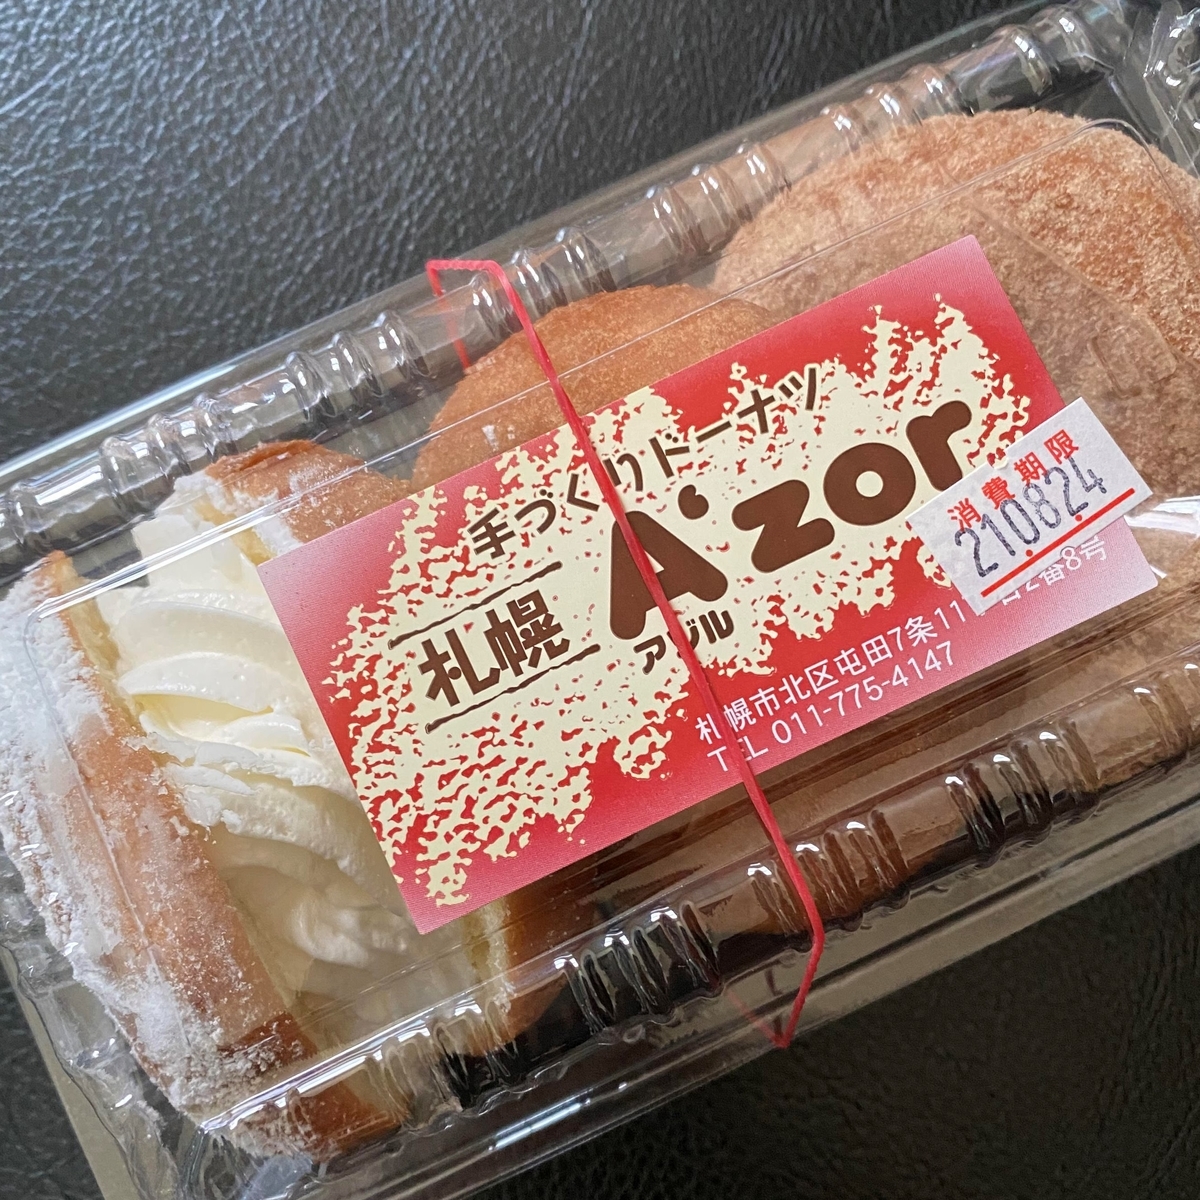 手づくりドーナツ
札幌
A'zor
アゾル
消費期限
210824
札幌市北区屯田7条11 目2番8号
TEL 011-775-4147